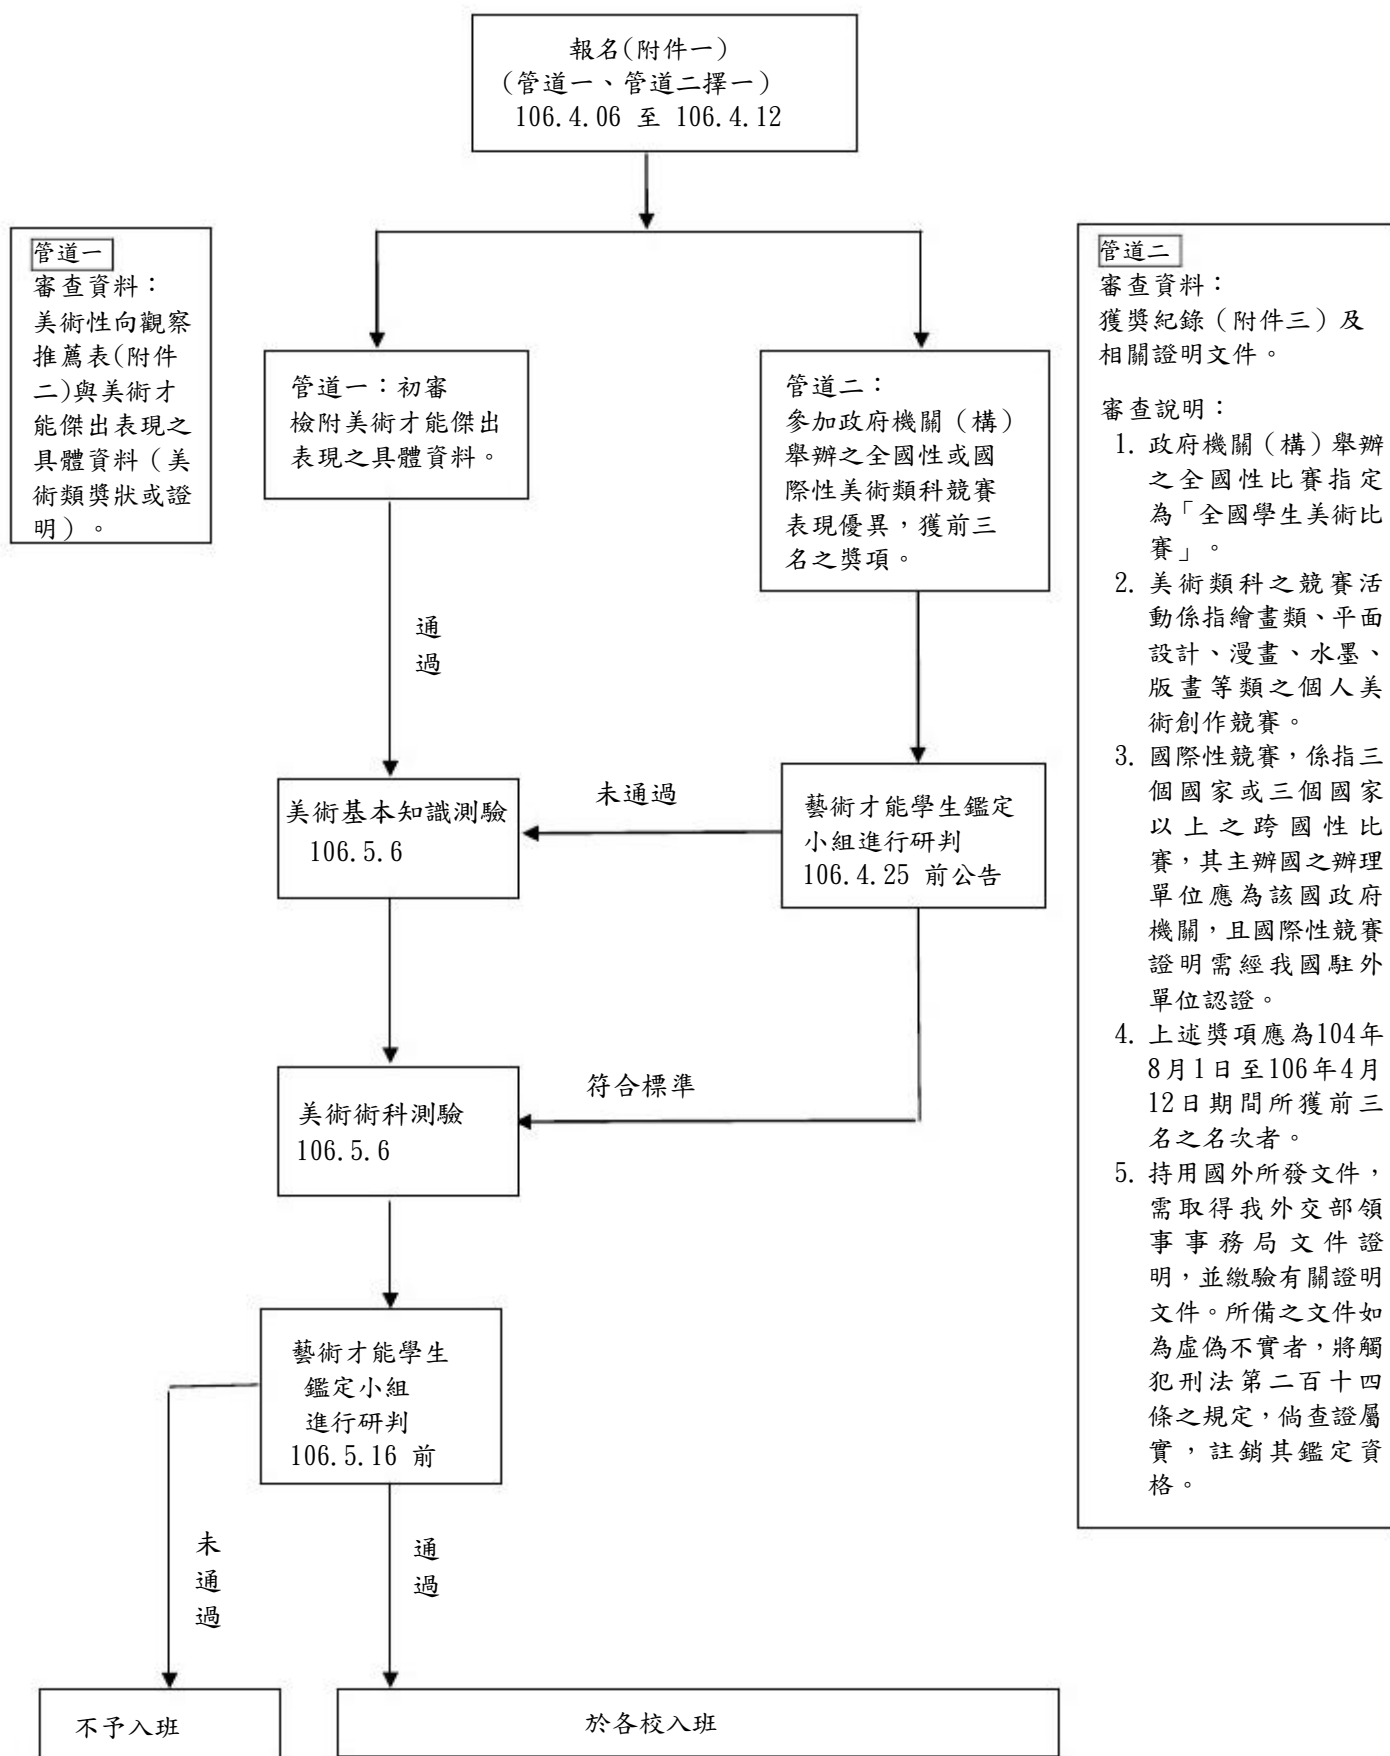 報名(附件一)
(管道一、管道二擇一)
106.4.06 至 106.4.12
管道一
審查資料：
美術性向觀察
推薦表(附件
二)與美術才
能傑出表現之
具體資料（美
術類獎狀或證
明）。
管道一：初審
檢附美術才能傑出
表現之具體資料。
管道二：
參加政府機關（構）
舉辦之全國性或國
際性美術類科競賽
表現優異，獲前三
名之獎項。
管道二
審查資料：
獲獎紀錄（附件三）及
相關證明文件。
審查說明：
1. 政府機關（構）舉辦
之全國性比賽指定
為「全國學生美術比
賽」。
2. 美術類科之競賽活
動係指繪畫類、平面
設計、漫畫、水墨、
版畫等類之個人美
術創作競賽。
3. 國際性競賽，係指三
個國家或三個國家
以上之跨國性比
賽，其主辦國之辦理
單位應為該國政府
機關，且國際性競賽
證明需經我國駐外
單位認證。
4. 上述獎項應為104年
8月1日至106年4月
12日期間所獲前三
名之名次者。
5. 持用國外所發文件，
需取得我外交部領
事事務局文件證
明，並繳驗有關證明
文件。所備之文件如
為虛偽不實者，將觸
犯刑法第二百十四
條之規定，倘查證屬
實，註銷其鑑定資
格。
通
過
美術基本知識測驗
106.5.6
未通過
藝術才能學生鑑定
小組進行研判
106.4.25 前公告
美術術科測驗
106.5.6
符合標準
藝術才能學生
鑑定小組
進行研判
106.5.16 前
未
通
過
通
過
不予入班
於各校入班